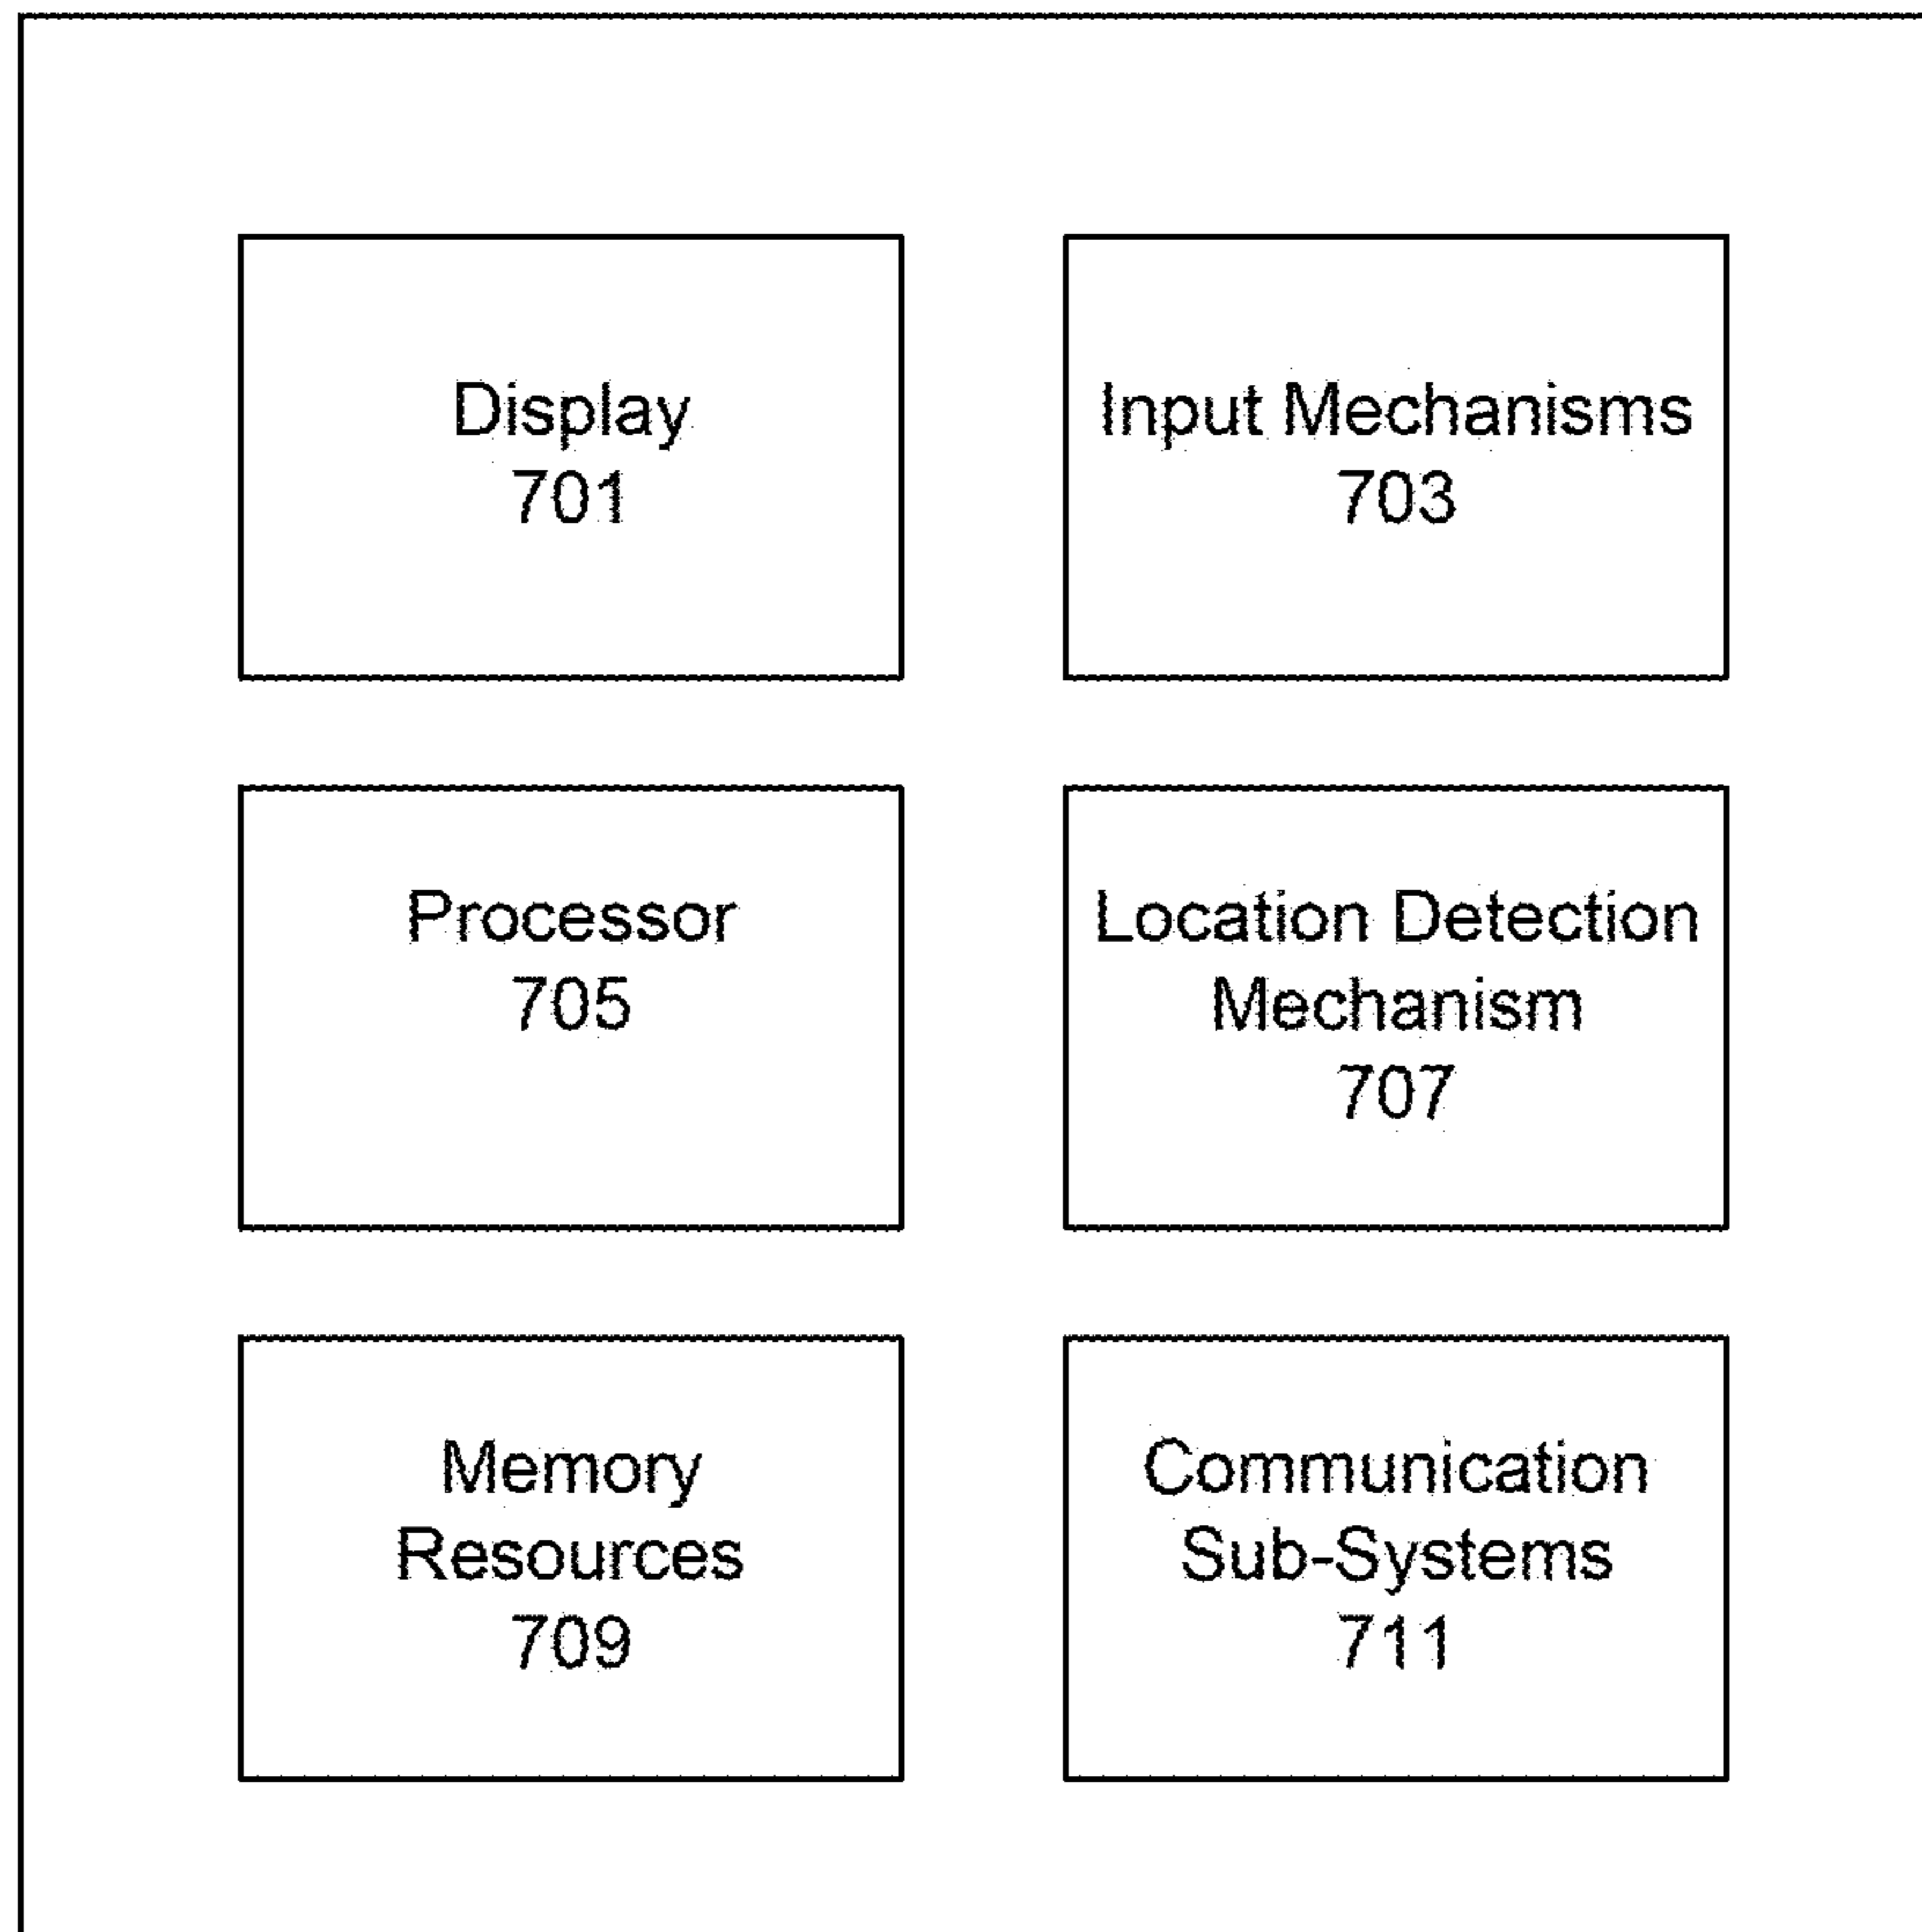 Display
701
Input Mechanisms
703
Processor
705
Location Detection
Mechanism
707
Memory
Resources
709
Communication
Sub-Systems
711